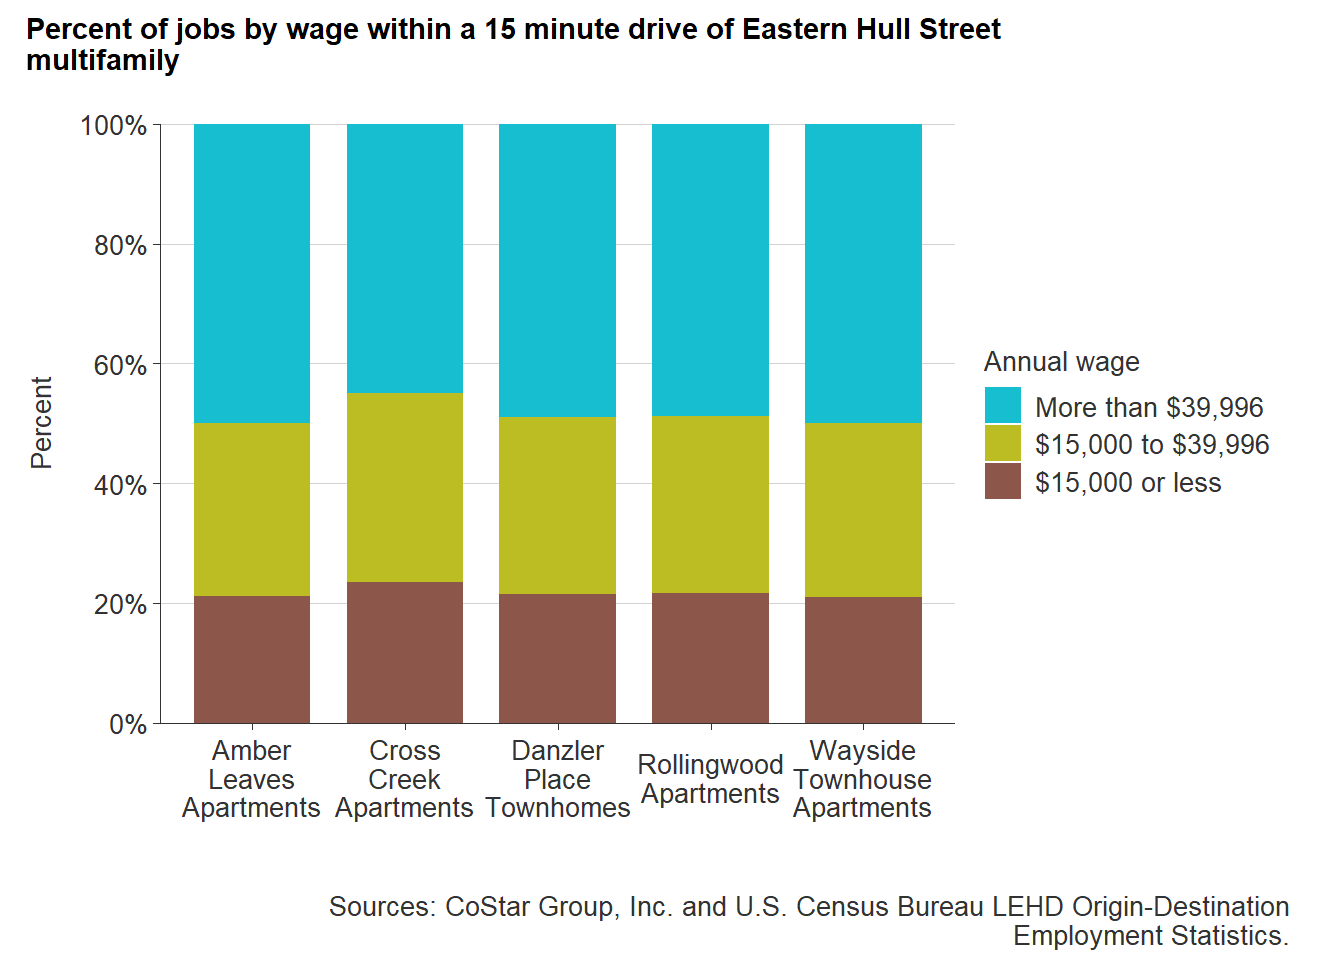 Percent of jobs by wage within a 15 minute drive of Eastern Hull Street
multifamily
100%
80%
60%
40%
20%
0%
Percent
Annual wage
More than $39,996
$15,000 to $39,996
$15,000 or less
Amber
Leaves
Apartments
Cross
Creek
Apartments
Danzler
Place
Townhomes
Rollingwood
Apartments
Wayside
Townhouse
Apartments
Sources: CoStar Group, Inc. and U.S. Census Bureau LEHD Origin-Destination
Employment Statistics.